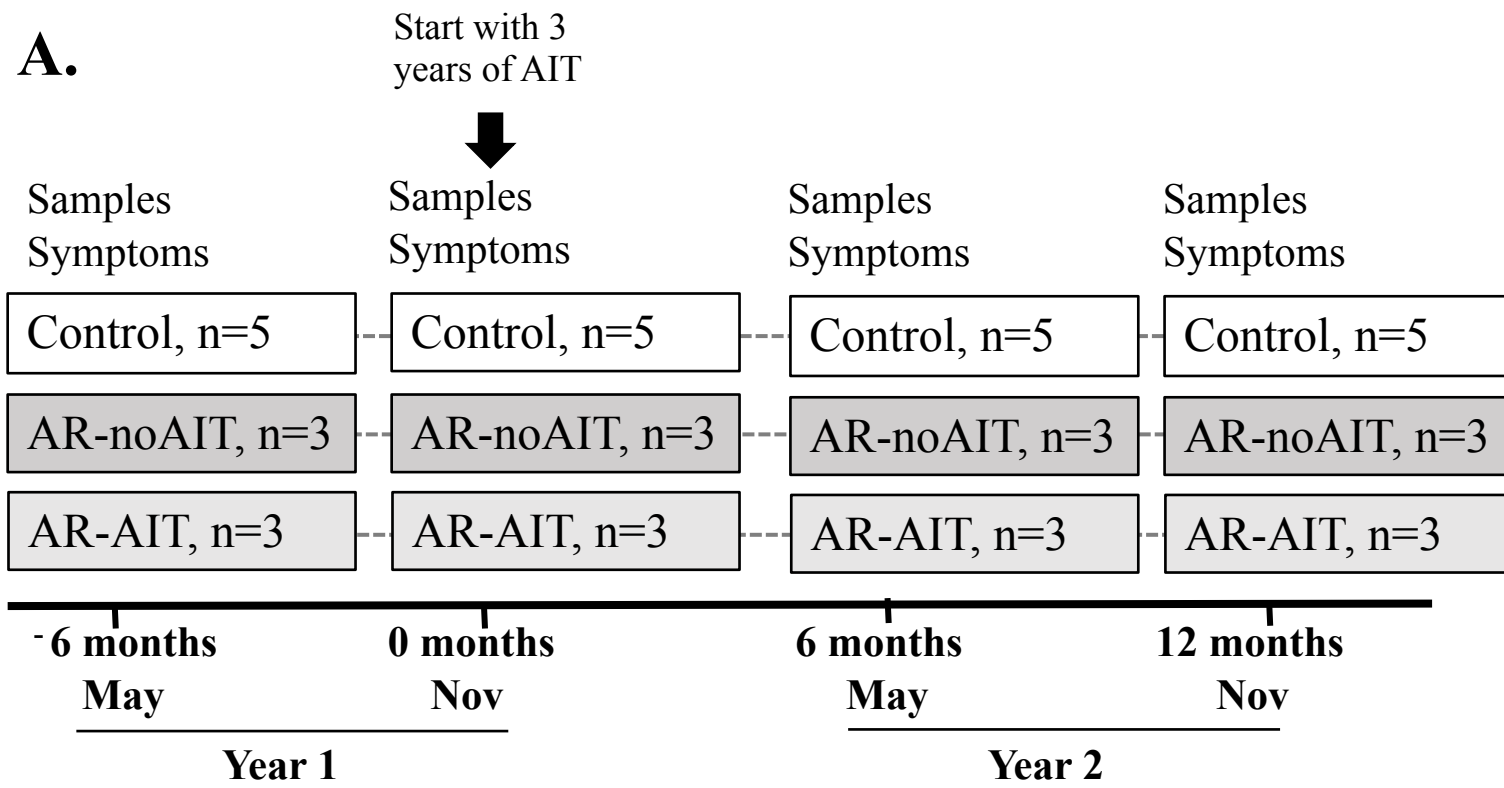 A.
Start with 3
years of AIT
Samples
Symptoms
Samples
Symptoms
Samples
Symptoms
Samples
Symptoms
Control, n=5
Control, n=5
Control, n=5
Control, n=5
AR-noAIT, n=3
AR-noAIT, n=3
AR-noAIT, n=3
AR-noAIT, n=3
AR-AIT, n=3
AR-AIT, n=3
AR-AIT, n=3
AR-AIT, n=3
-6 months
0 months
6 months
12 months
May
Nov
May
Nov
Year 1
Year 2